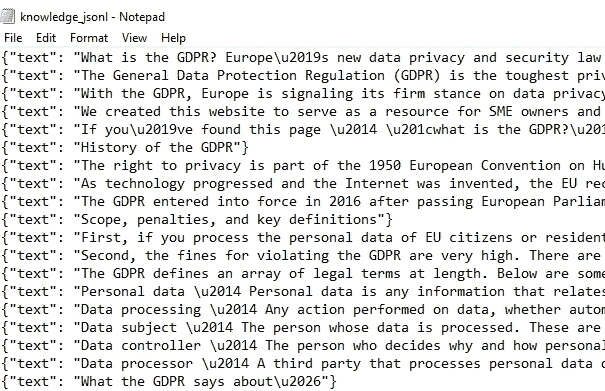 knowledge_jsonl - Notepad
File Edit Format View Help
{"text": "What is the GDPR? Europe\u2019s new data privacy and security law
{"text": "The General Data Protection Regulation (GDPR) is the toughest priv
{"text": "With the GDPR, Europe is signaling its firm stance on data privacy
{"text": "We created this website to serve as a resource for SME owners and
{"text": "If you\u2019ve found this page \u2014 \u201cwhat is the GDPR?\u201
{"text": "History of the GDPR"}
{"text": "The right to privacy is part of the 1950 European Convention on Hu
{"text": "As technology progressed and the Internet was invented, the EU rec
{"text": "The GDPR entered into force in 2016 after passing European Parliam
{"text": "Scope, penalties, and key definitions"}
{"text": "First, if you process the personal data of EU citizens or resident
{"text": "Second, the fines for violating the GDPR are very high. There are
{"text": "The GDPR defines an array of legal terms at length. Below are some
{"text": "Personal data \u2014 Personal data is any information that relates
{"text": "Data processing \u2014 Any action performed on data, whether autom
{"text": "Data subject \u2014 The person whose data is processed. These are
{"text": "Data controller \u2014 The person who decides why and how personal
{"text": "Data processor \u2014 A third party that processes personal data o
{"text": "What the GDPR says about\u2026"}